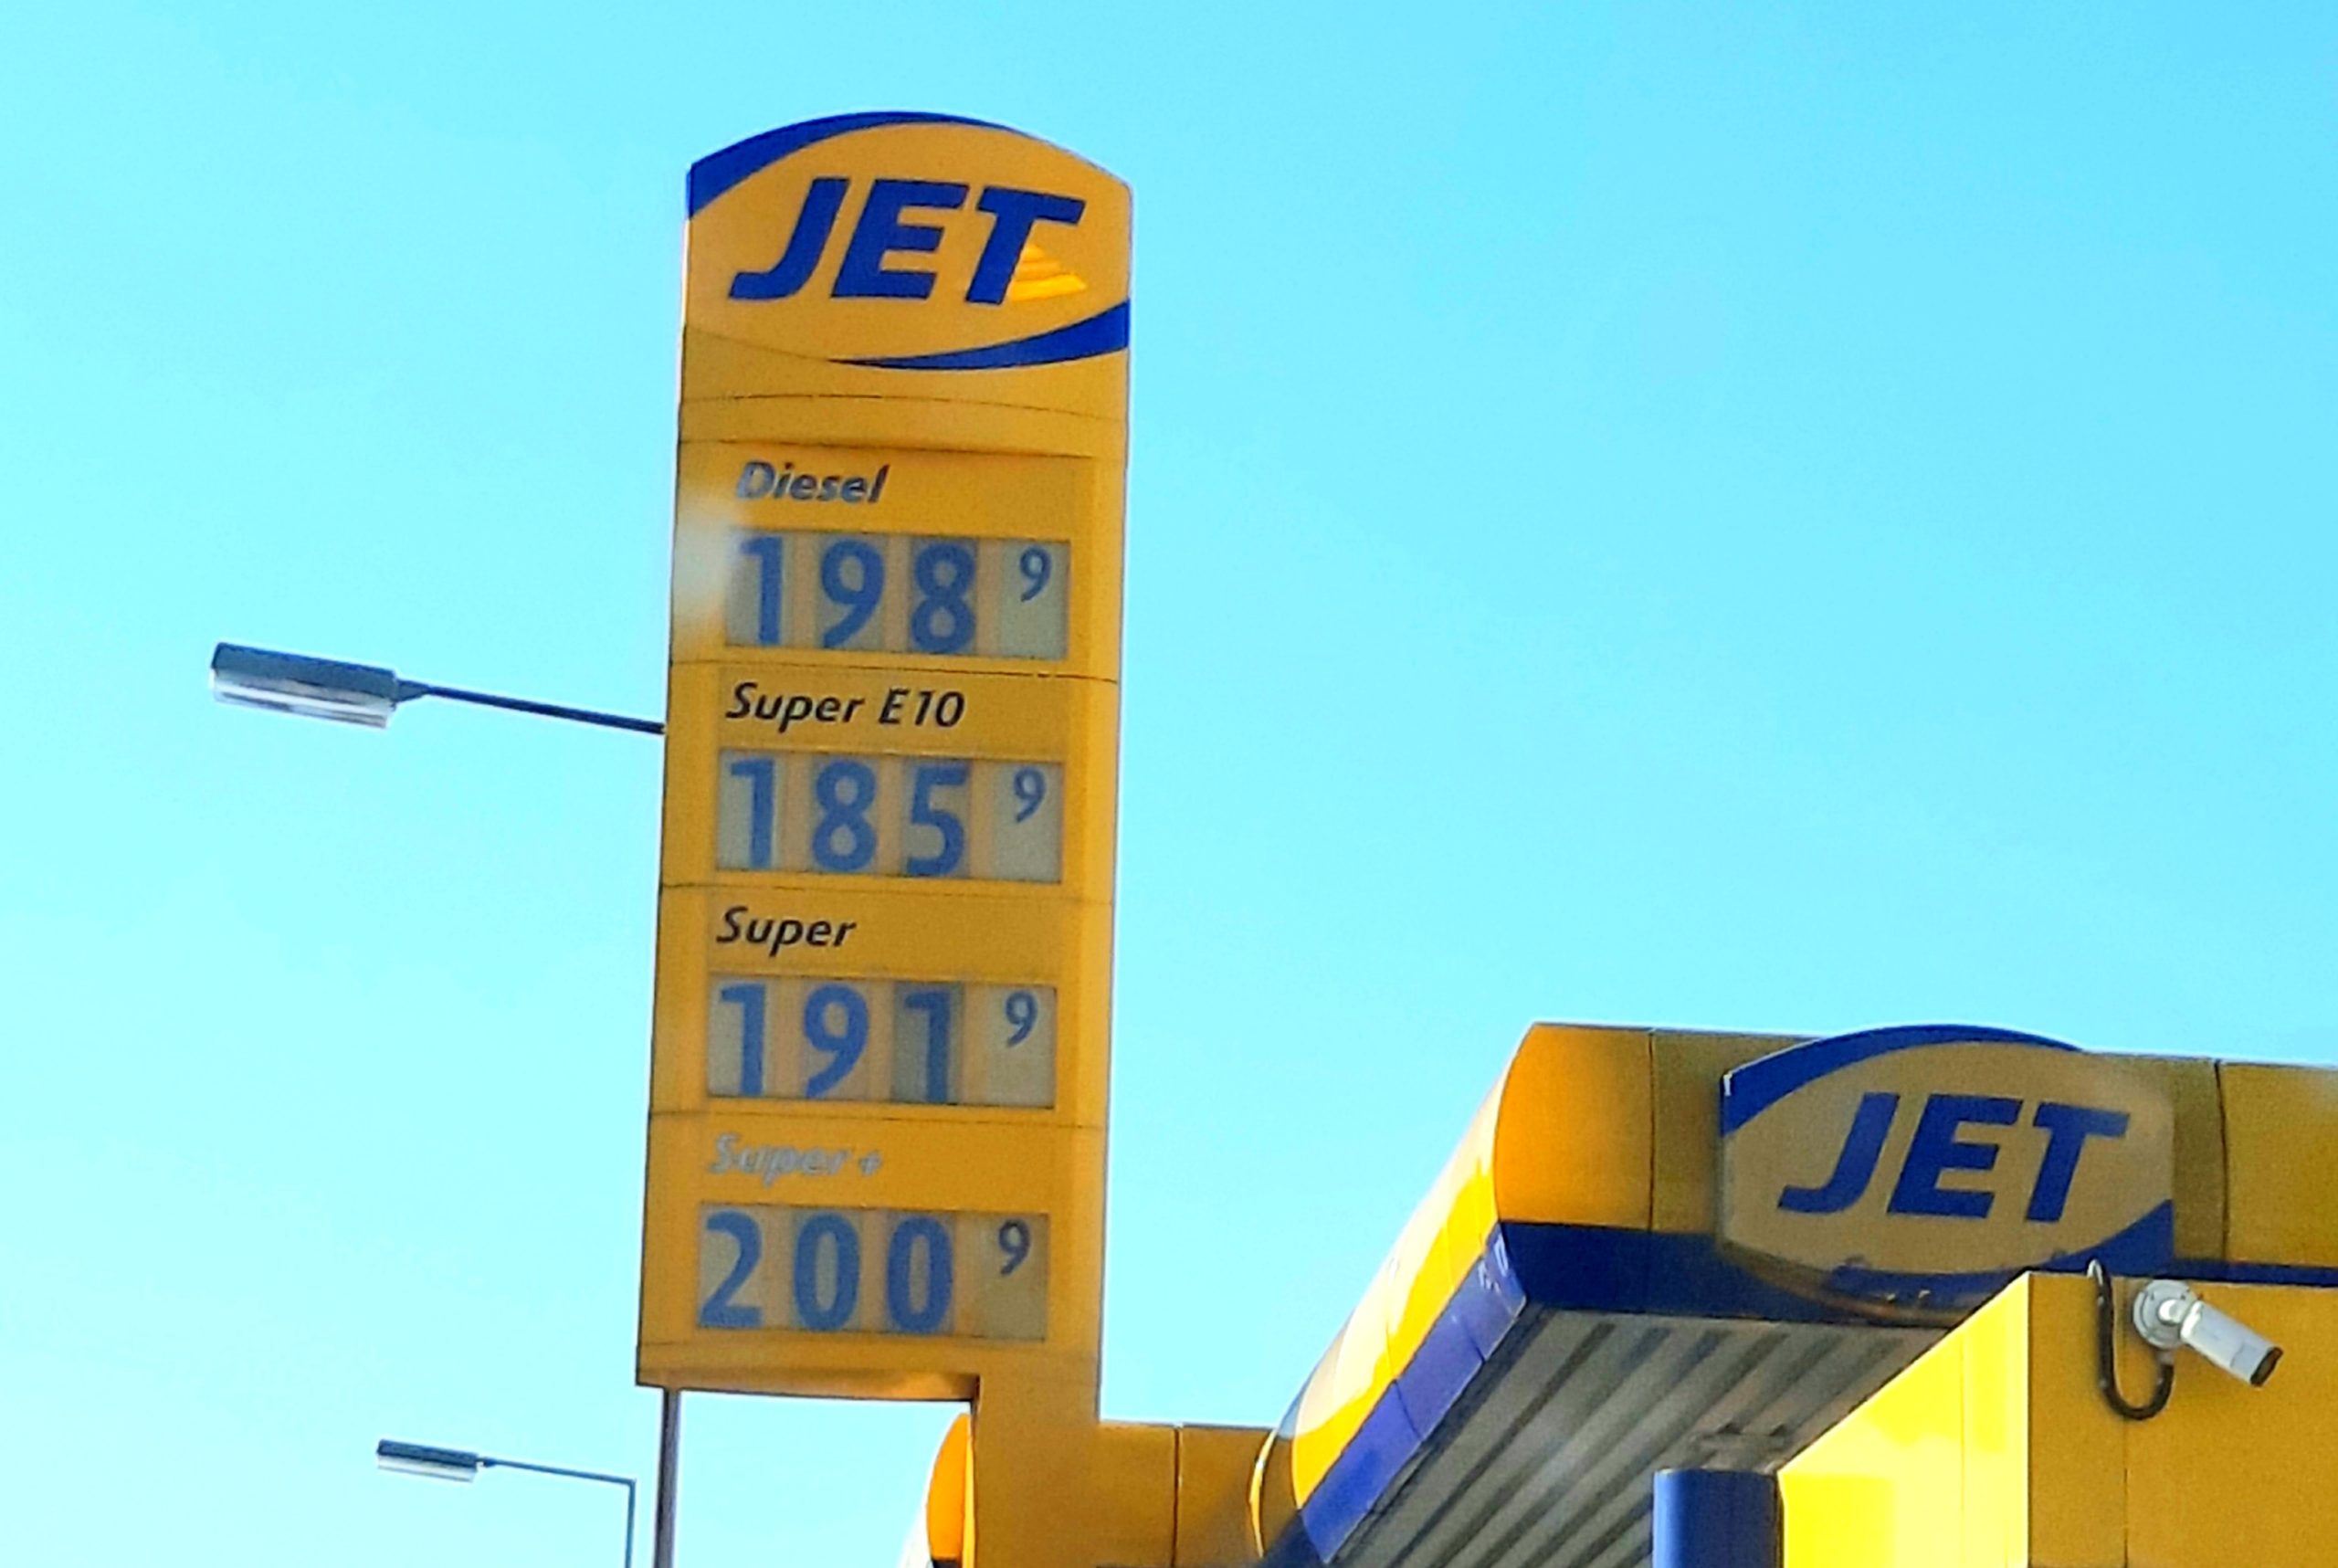 JET
Diesel
198 9
Super E10
185 9
Super
191 9
Super+
200 9
JET